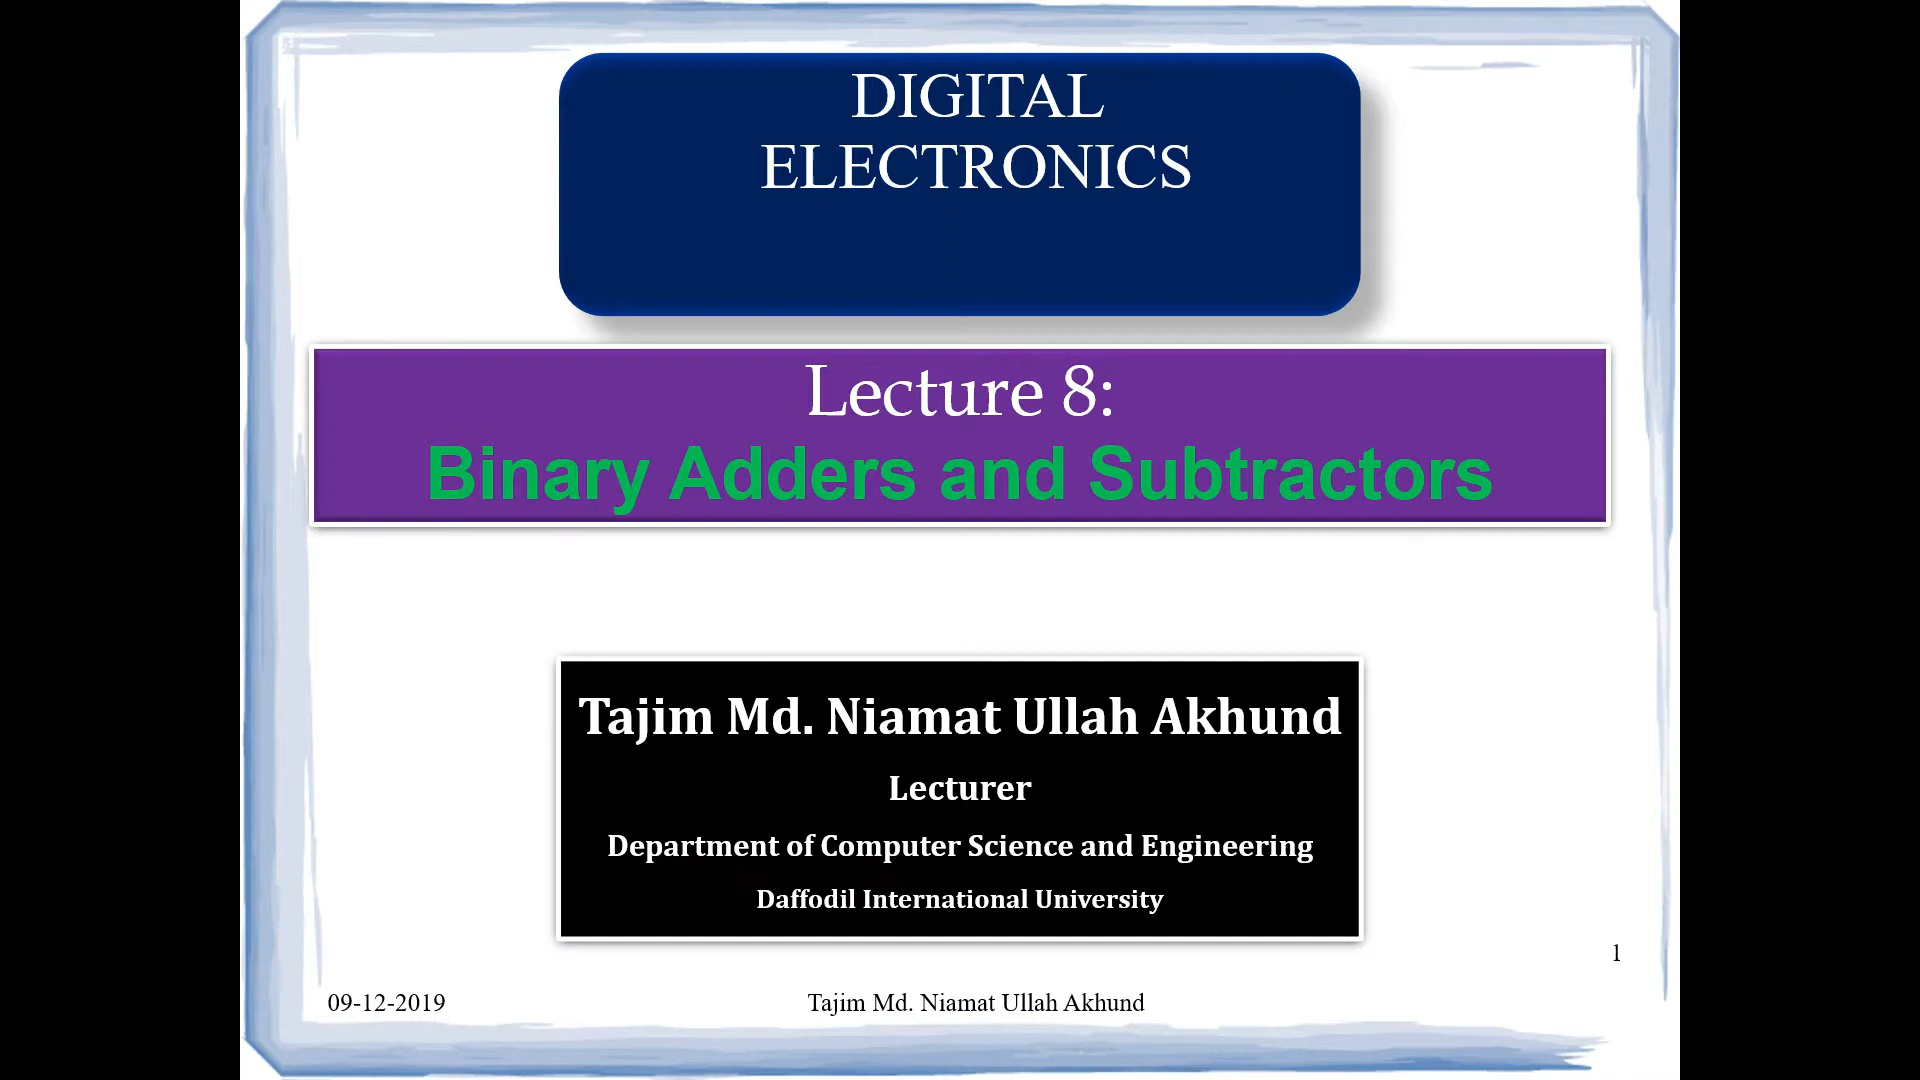 DIGITAL
ELECTRONICS
Lecture 8:
Binary Adders and Subtractors
Tajim Md. Niamat Ullah Akhund
Lecturer
Department of Computer Science and Engineering
Daffodil International University
1
09-12-2019
Tajim Md. Niamat Ullah Akhund